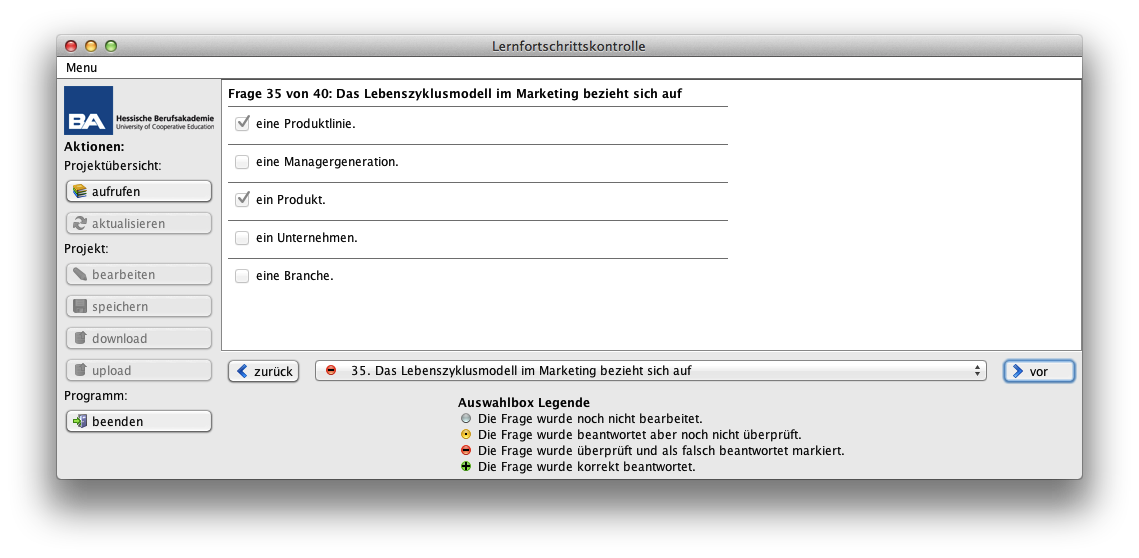 Lernfortschrittskontrolle
Menu
BA Hessische Berufsakademie
University of Cooperative Education
Aktionen:
Projektübersicht:
aufrufen
aktualisieren
Projekt:
bearbeiten
speichern
download
upload
Programm:
beenden
Frage 35 von 40: Das Lebenszyklusmodell im Marketing bezieht sich auf
eine Produktlinie.
eine Managergeneration.
ein Produkt.
ein Unternehmen.
eine Branche.
zurück
35. Das Lebenszyklusmodell im Marketing bezieht sich auf
vor
Auswahlbox Legende
Die Frage wurde noch nicht bearbeitet.
Die Frage wurde beantwortet aber noch nicht überprüft.
Die Frage wurde überprüft und als falsch beantwortet markiert.
Die Frage wurde korrekt beantwortet.